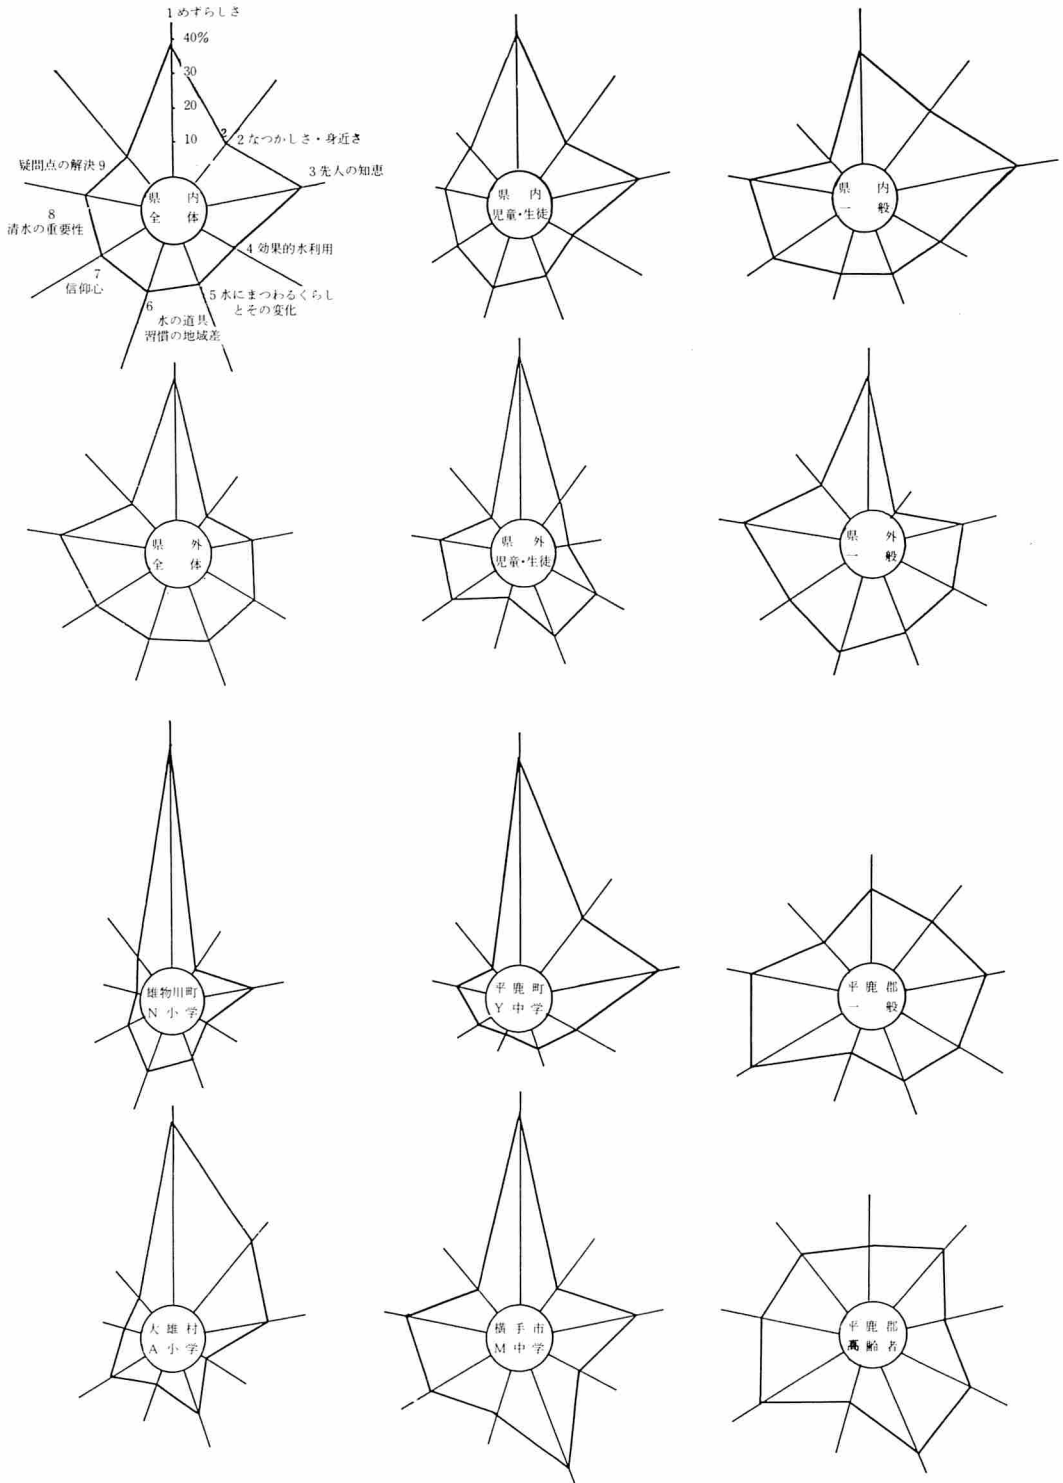 1 めずらしさ
40%
30
20
10
2
2 なつかしさ・身近さ
3 先人の知恵
4 効果的水利用
5 水にまつわるくらし
とその変化
6
水の道具
習慣の地域差
7
信仰心
8
清水の重要性
疑問点の解決 9
県内
全体
県内
児童・生徒
県内
一般
県外
全体
県外
児童・生徒
県外
一般
雄物川町
N小学
平鹿町
Y中学
平鹿郡
一般
大雄村
A小学
横手市
M中学
平鹿郡
高齢者